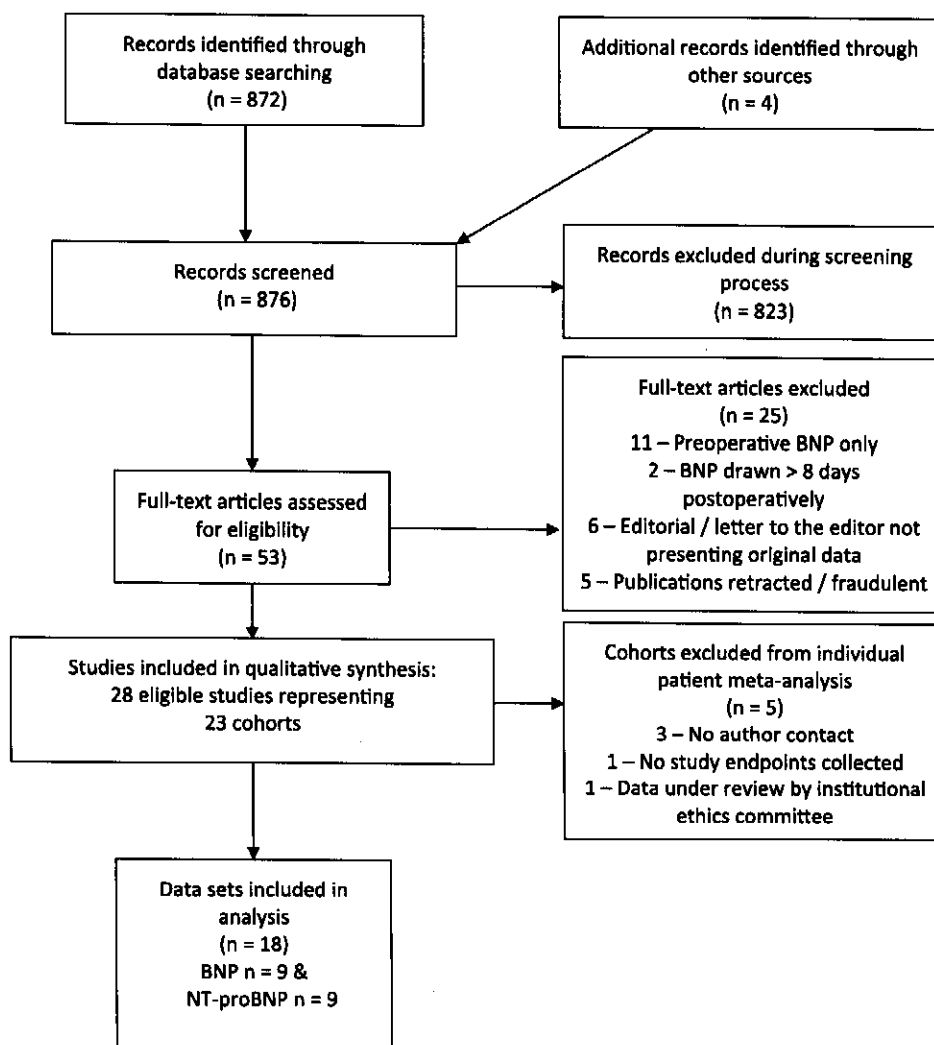 Records identified through
database searching
(n = 872)
Additional records identified through
other sources
(n = 4)
Records screened
(n = 876)
Records excluded during screening
process
(n = 823)
Full-text articles assessed
for eligibility
(n = 53)
Full-text articles excluded
(n = 25)
11 – Preoperative BNP only
2 – BNP drawn > 8 days
postoperatively
6 – Editorial / letter to the editor not
presenting original data
5 – Publications retracted / fraudulent
Studies included in qualitative synthesis:
28 eligible studies representing
23 cohorts
Cohorts excluded from individual
patient meta-analysis
(n = 5)
3 – No author contact
1 – No study endpoints collected
1 – Data under review by institutional
ethics committee
Data sets included in
analysis
(n = 18)
BNP n = 9 &
NT-proBNP n = 9